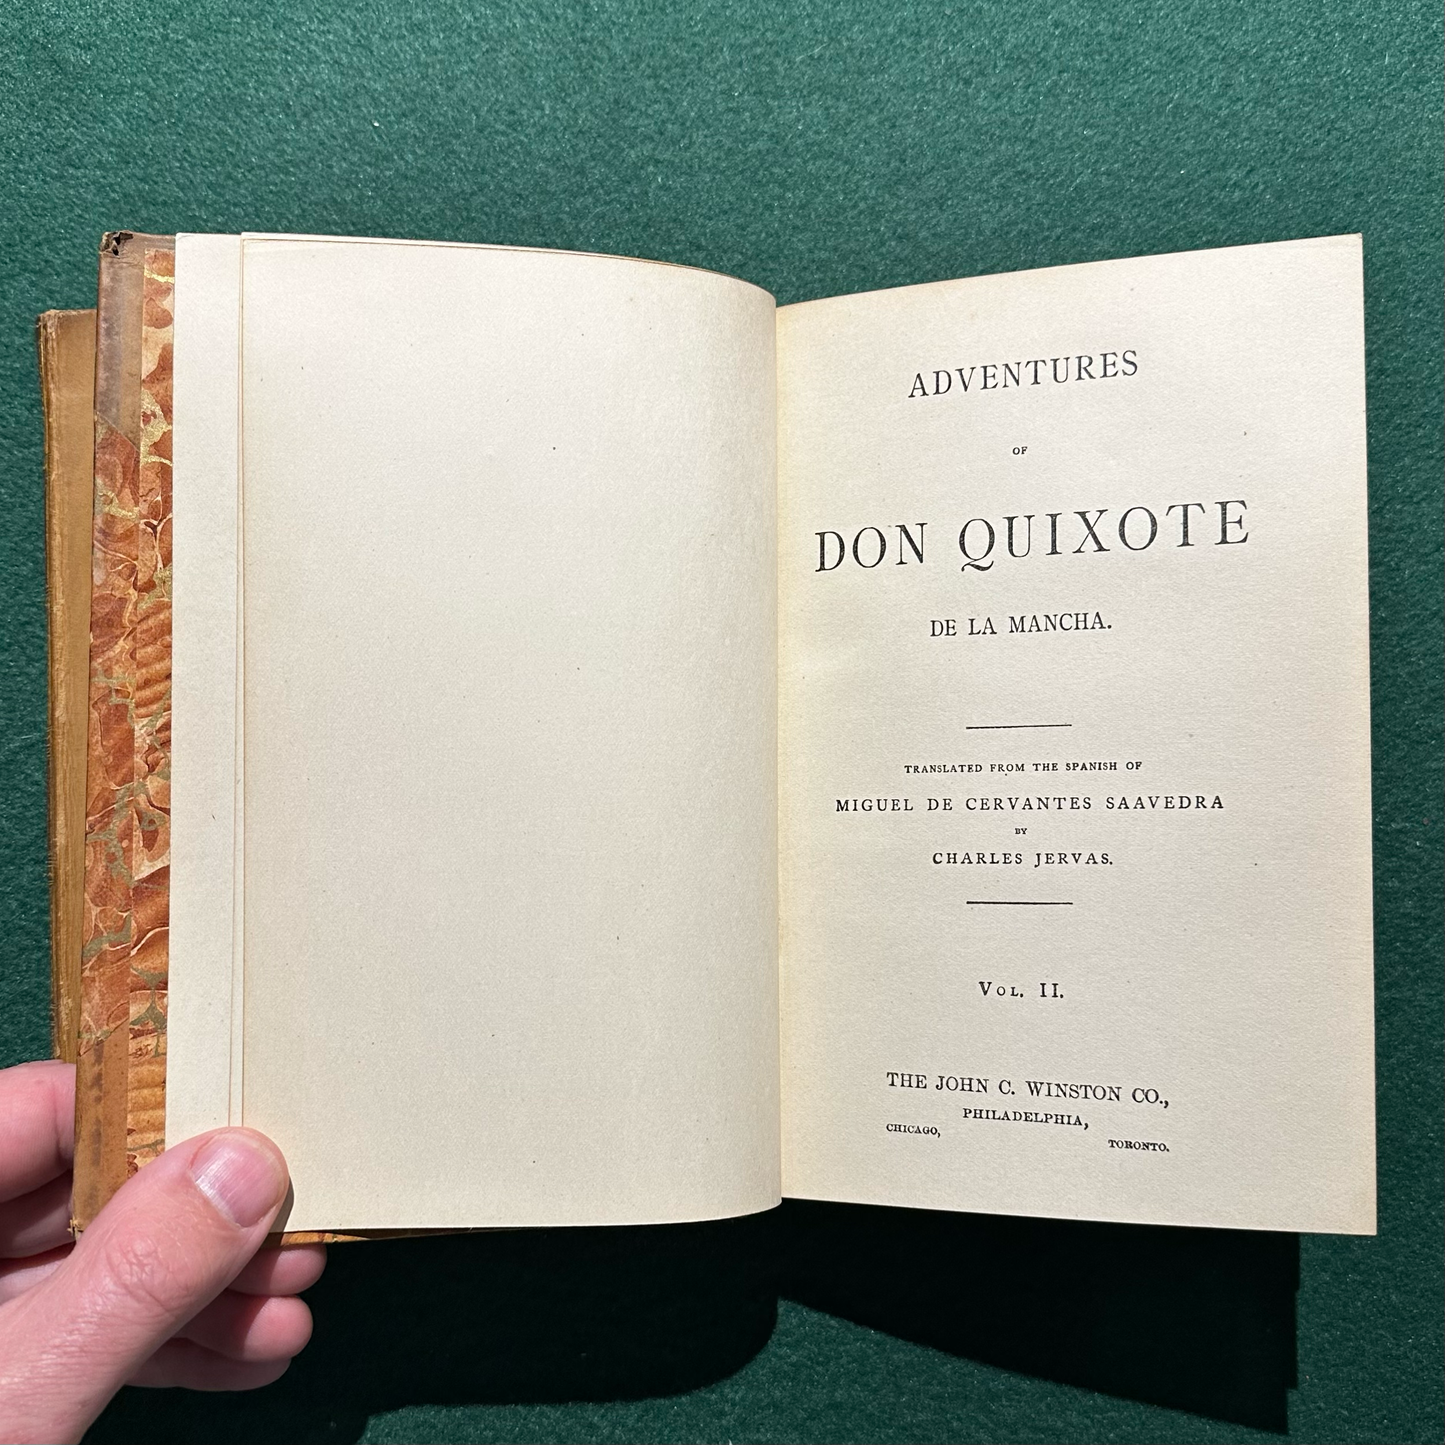 ADVENTURES
OF
DON QUIXOTE
DE LA MANCHA.
TRANSLATED FROM THE SPANISH OF
MIGUEL DE CERVANTES SAAVEDRA
BY
CHARLES JERVAS.
VOL. II.
THE JOHN C. WINSTON CO.,
PHILADELPHIA,
CHICAGO, TORONTO.